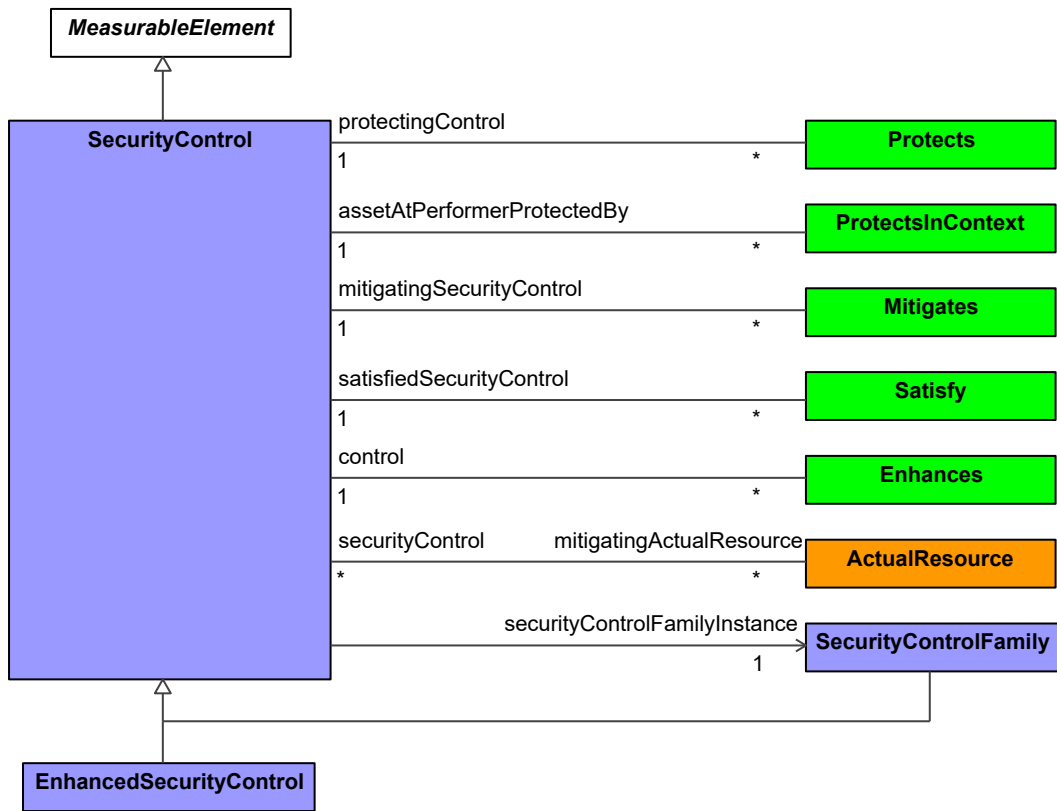 MeasurableElement
SecurityControl
protectingControl
1 *
Protects
assetAtPerformerProtectedBy
1 *
ProtectsInContext
mitigatingSecurityControl
1 *
Mitigates
satisfiedSecurityControl
1 *
Satisfy
control
1 *
Enhances
securityControl mitigatingActualResource
* *
ActualResource
securityControlFamilyInstance
1
SecurityControlFamily
EnhancedSecurityControl